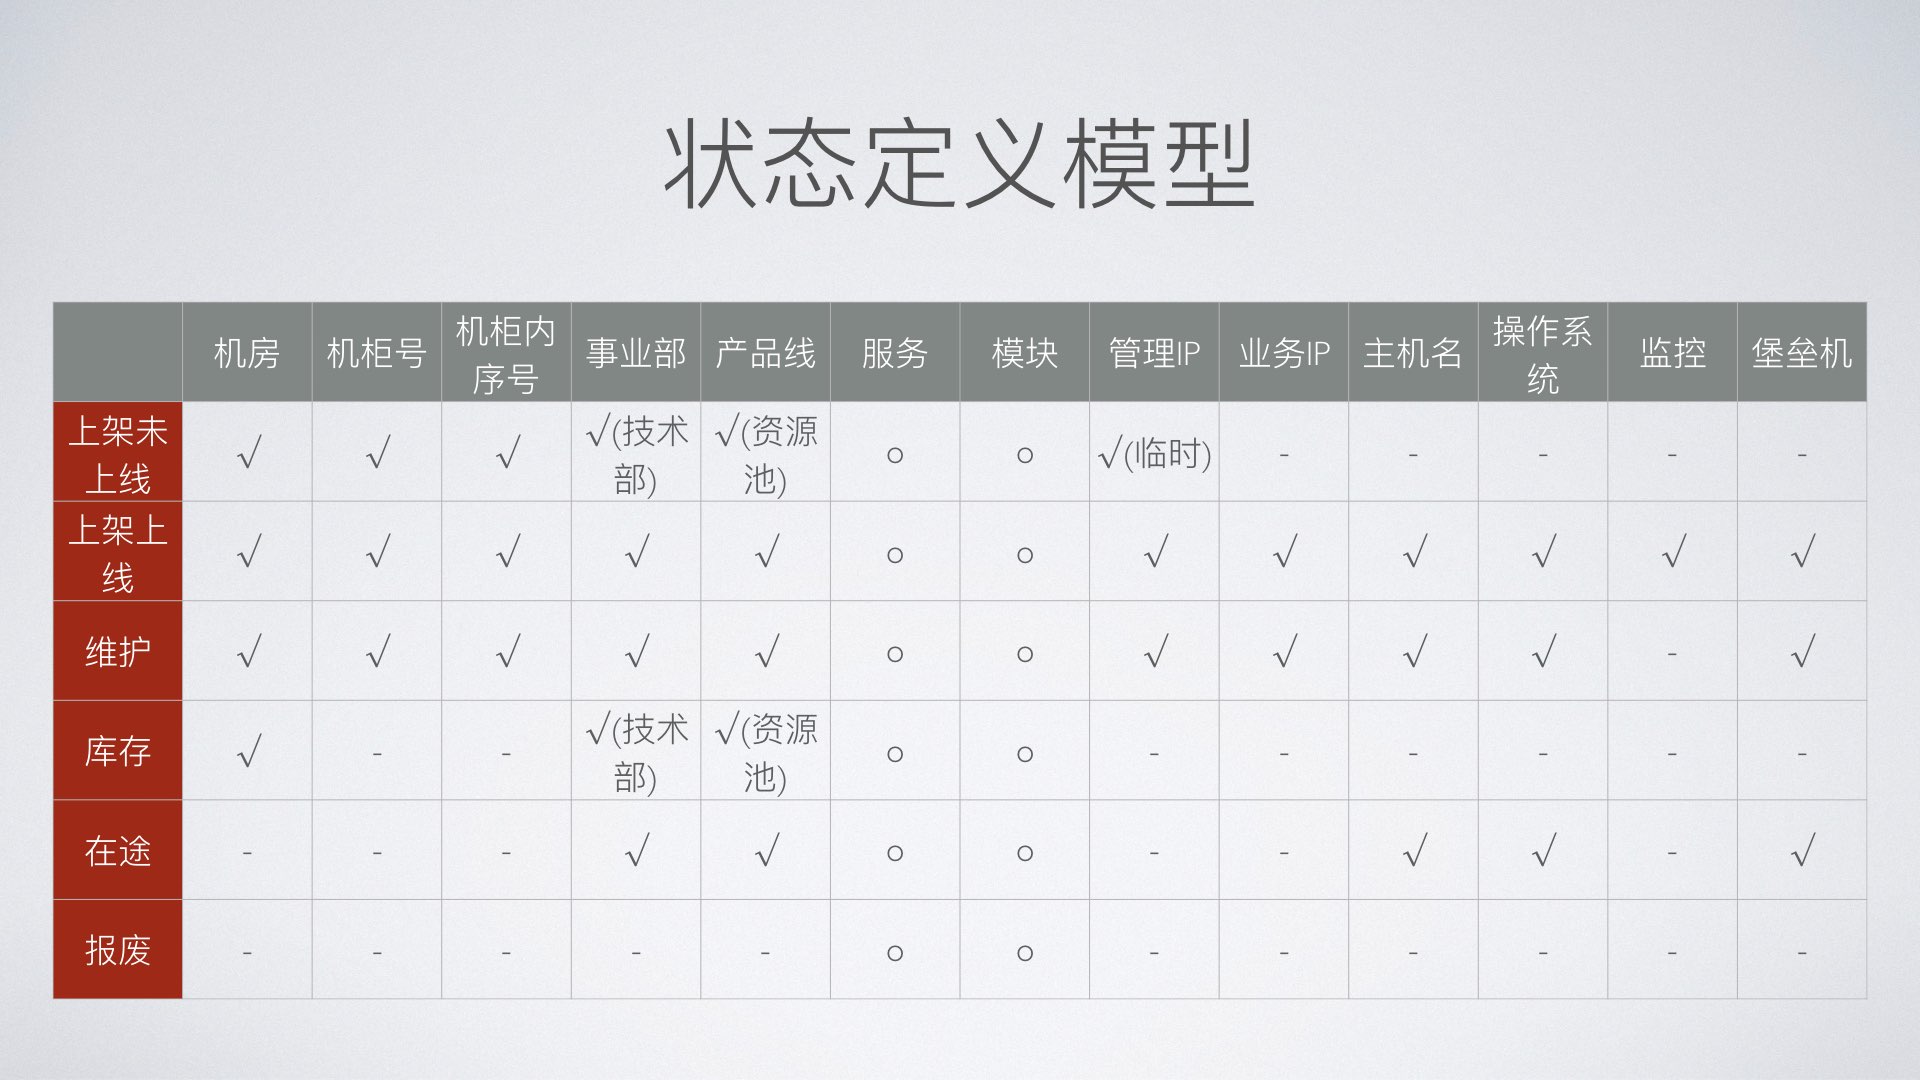 状态定义模型
机房 机柜号 机柜内序号 事业部 产品线 服务 模块 管理IP 业务IP 主机名 操作系统 监控 堡垒机
上架未上线 √ √ √ √(技术部) √(资源池) ○ ○ √(临时) - - - - -
上架上线 √ √ √ √ √ ○ ○ √ √ √ √ √ √
维护 √ √ √ √ √ ○ ○ √ √ √ √ - √
库存 √ - - √(技术部) √(资源池) ○ ○ - - - - - -
在途 - - - √ √ ○ ○ - - √ √ - √
报废 - - - - - ○ ○ - - - - - -